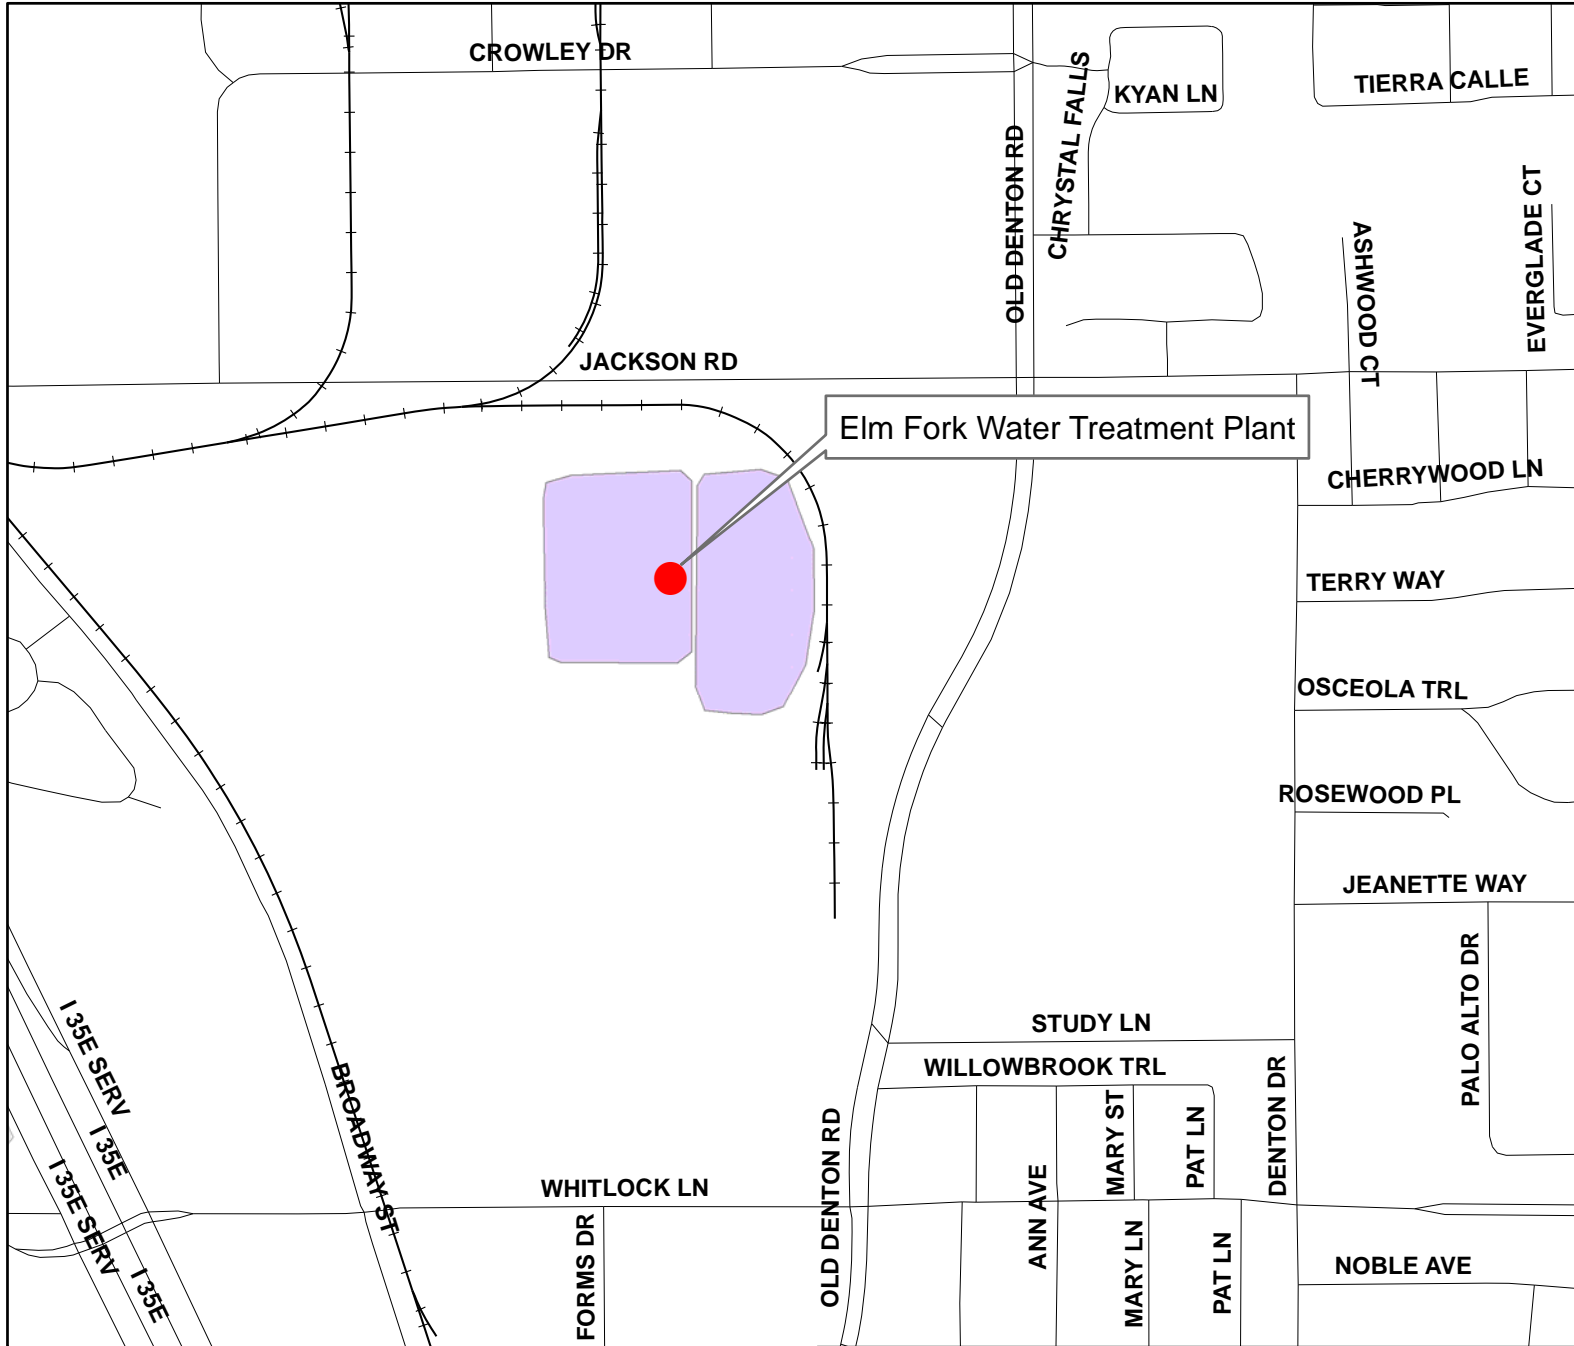 CROWLEY DR
KYAN LN
TIERRA CALLE
CHRYSTAL FALLS
OLD DENTON RD
EVERGLADE CT
ASHWOOD CT
JACKSON RD
Elm Fork Water Treatment Plant
CHERRYWOOD LN
TERRY WAY
OSCEOLA TRL
ROSEWOOD PL
JEANETTE WAY
PALO ALTO DR
I 35E SERV
STUDY LN
WILLOWBROOK TRL
BROADWAY ST
MARY ST
PAT LN
DENTON DR
I 35E
I 35E SERV
OLD DENTON RD
WHITLOCK LN
ANN AVE
FORMS DR
MARY LN
PAT LN
NOBLE AVE
I 35E